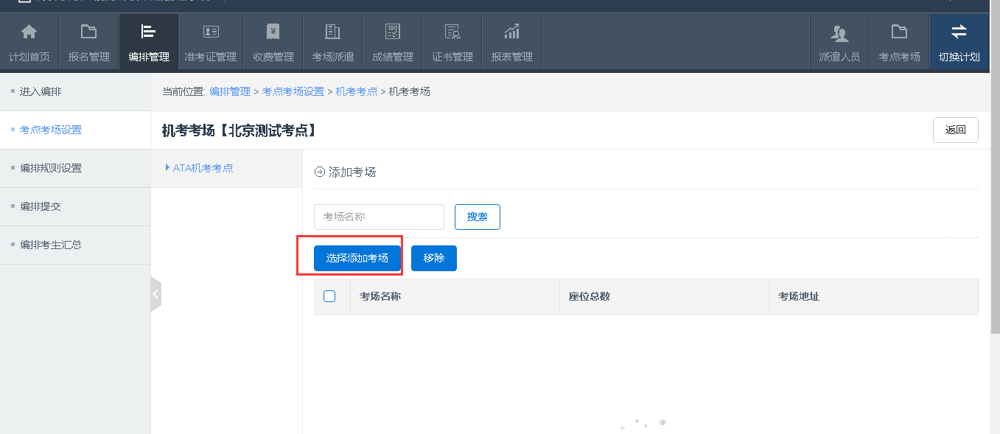 计划首页 报名管理 编排管理 准考证管理 收费管理 考场派遣 成绩管理 证书管理 报表管理 派遣人员 考点考场 切换计划
进入编排
考点考场设置
编排规则设置
编排提交
编排考生汇总
当前位置: 编排管理 > 考点考场设置 > 机考考点 > 机考考场
机考考场【北京测试考点】
返回
ATA机考考点
添加考场
考场名称
搜索
选择添加考场 移除
考场名称 座位总数 考场地址